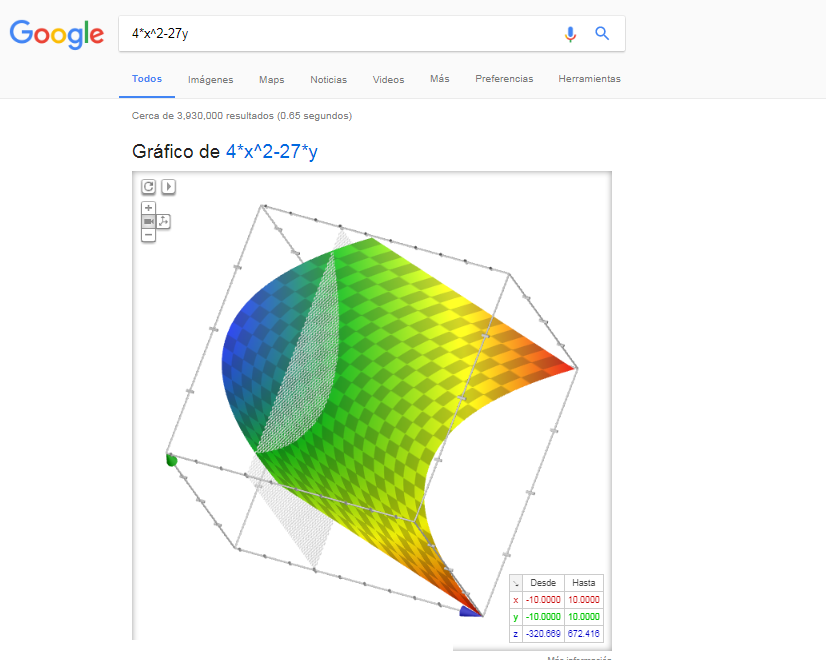 Google
4*x^2-27y
Todos Imágenes Maps Noticias Videos Más Preferencias Herramientas
Cerca de 3,930,000 resultados (0.65 segundos)
Gráfico de 4*x^2-27*y
Desde Hasta
x -10.0000 10.0000
y -10.0000 10.0000
z -320.669 672.416
Más información